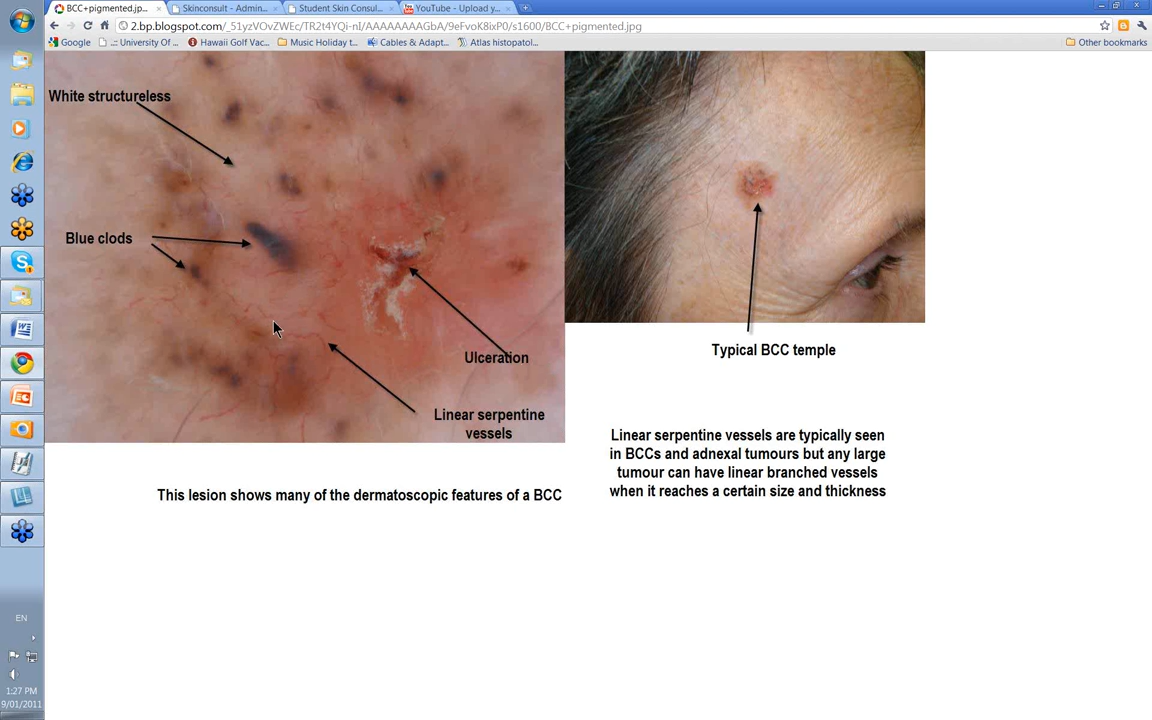 BCC+pigmented.jp...
Skinconsult - Admin...
Student Skin Consul...
YouTube - Upload y...
2.bp.blogspot.com/_51yzVOvZWEc/TR2t4YQi-nI/AAAAAAAAGbA/9eFvoK8ixP0/s1600/BCC+pigmented.jpg
Google
..:: University Of ...
Hawaii Golf Vac...
Music Holiday t...
Cables & Adapt...
Atlas histopatol...
Other bookmarks
White structureless
Blue clods
Ulceration
Linear serpentine
vessels
Typical BCC temple
Linear serpentine vessels are typically seen
in BCCs and adnexal tumours but any large
tumour can have linear branched vessels
when it reaches a certain size and thickness
This lesion shows many of the dermatoscopic features of a BCC
EN
1:27 PM
9/01/2011